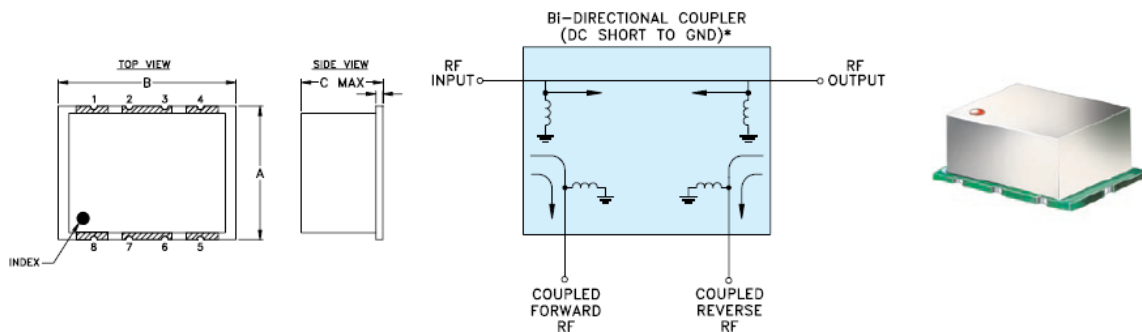 TOP VIEW
B
1 2 3 4
A
8 7 6 5
INDEX
SIDE VIEW
C MAX
Bi-DIRECTIONAL COUPLER
(DC SHORT TO GND)*
RF
INPUT
RF
OUTPUT
COUPLED
FORWARD
RF
COUPLED
REVERSE
RF